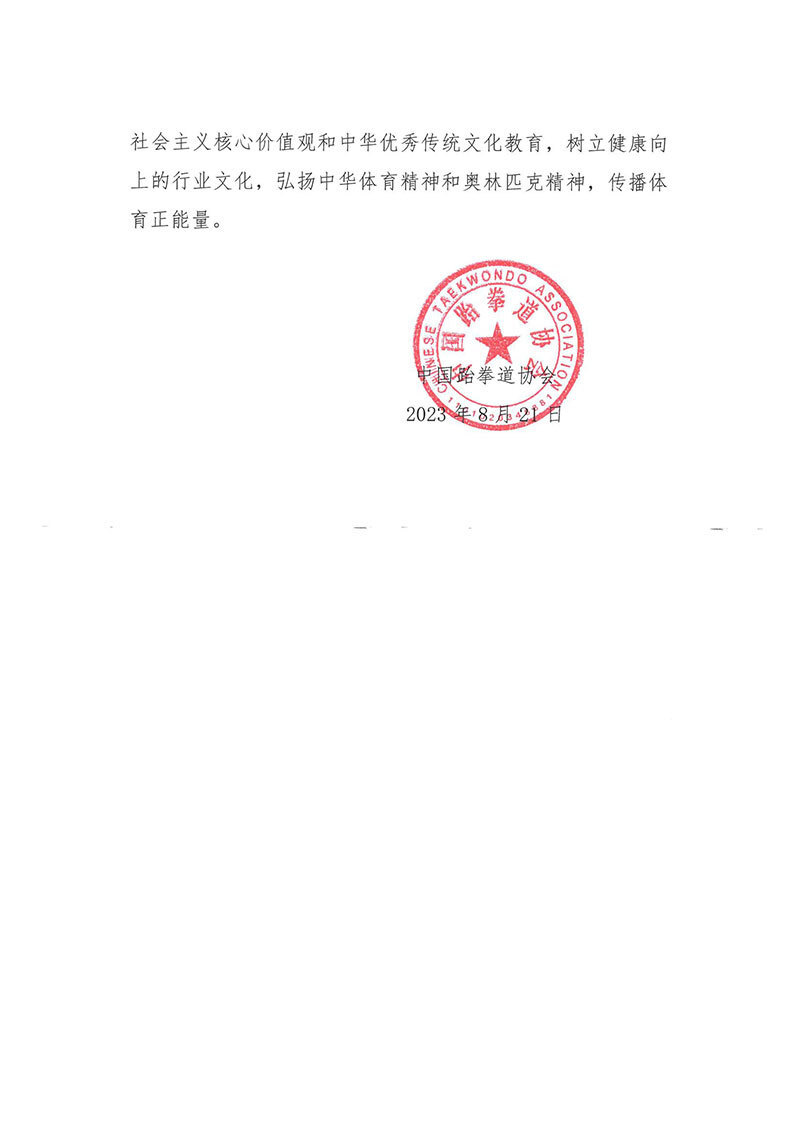 社会主义核心价值观和中华优秀传统文化教育，树立健康向
上的行业文化，弘扬中华体育精神和奥林匹克精神，传播体
育正能量。
CHINESE TAEKWONDO ASSOCIATION
中国跆拳道协会
中国跆拳道协会
2023 年 8 月 21 日